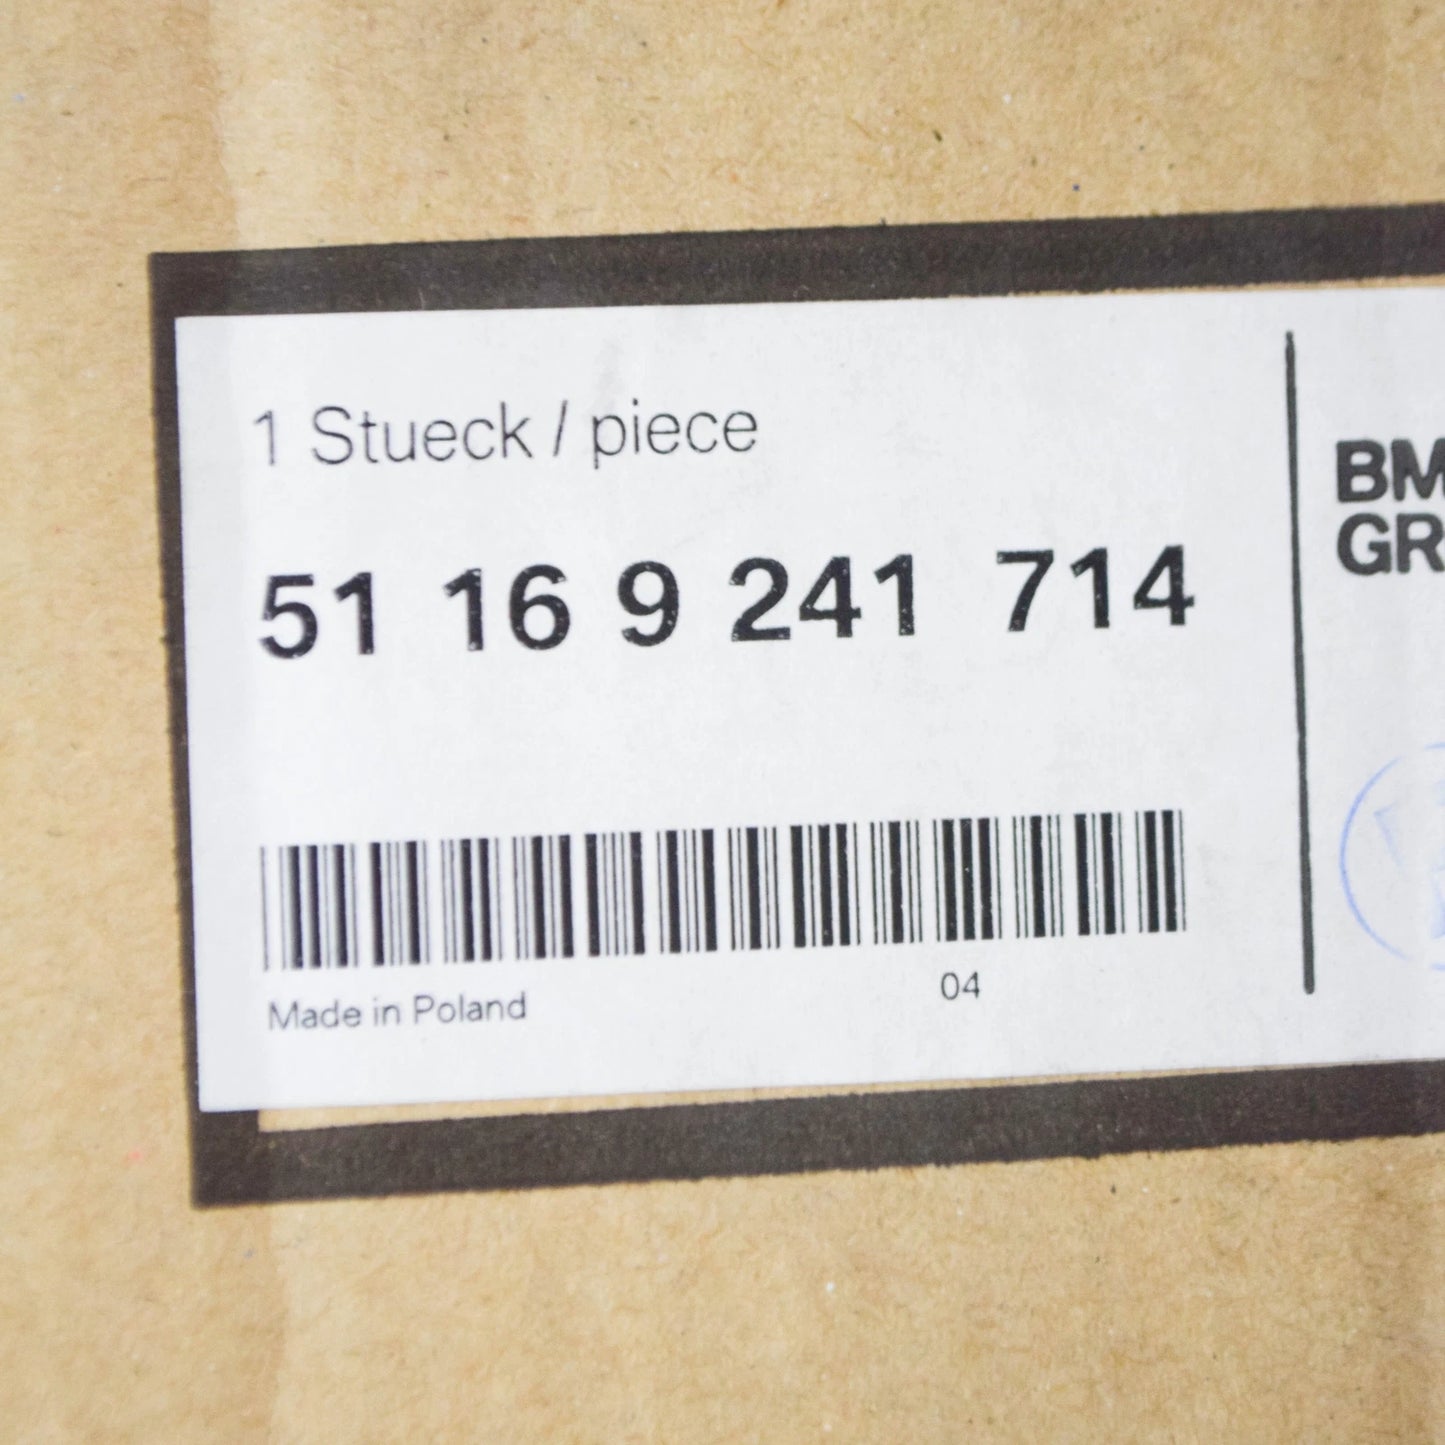 1 Stueck / piece
51 16 9 241 714
Made in Poland
04
BM
GR